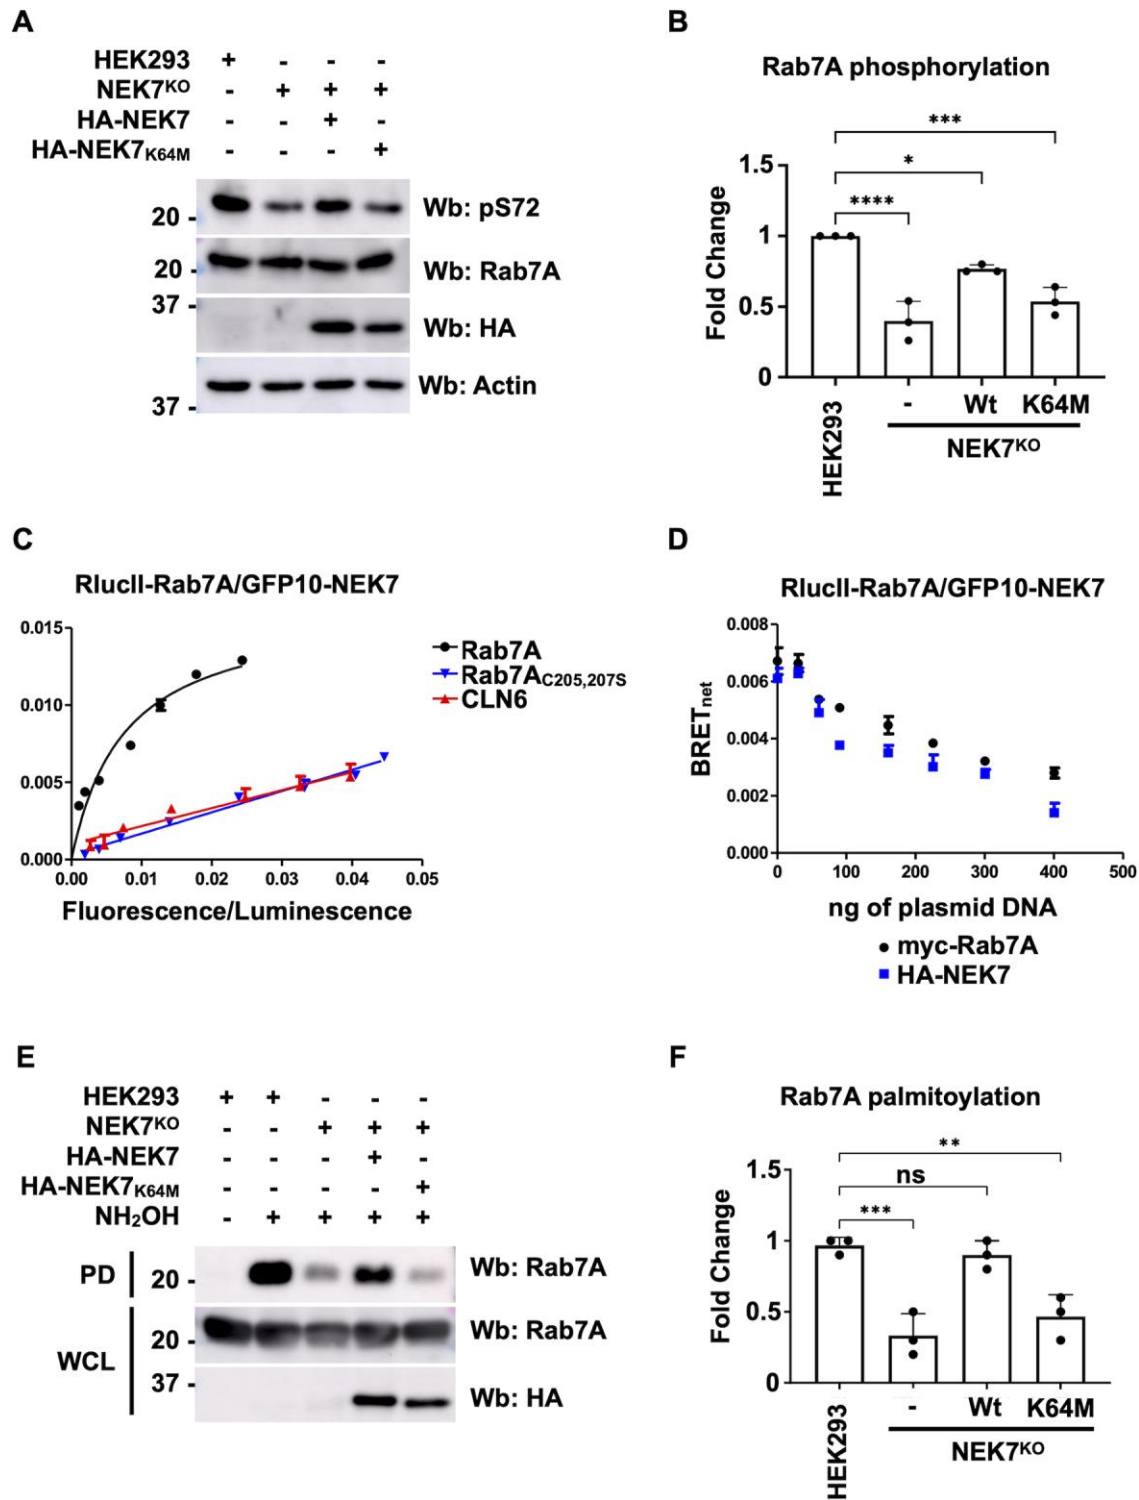 A
HEK293 + - - -
NEK7KO - + + +
HA-NEK7 - - + -
HA-NEK7K64M - - - +
20 - Wb: pS72
20 - Wb: Rab7A
37 -
Wb: HA
Wb: Actin
37 -
B
Rab7A phosphorylation
***
*
****
1.5
1
0.5
0
Fold Change
HEK293
- Wt K64M
NEK7KO
C
RlucII-Rab7A/GFP10-NEK7
0.015
0.010
0.005
0.000
0.00 0.01 0.02 0.03 0.04 0.05
Fluorescence/Luminescence
Rab7A
Rab7AC205,207S
CLN6
D
RlucII-Rab7A/GFP10-NEK7
0.008
0.006
0.004
0.002
0.000
BRETnet
0 100 200 300 400 500
ng of plasmid DNA
myc-Rab7A
HA-NEK7
E
HEK293 + + - - -
NEK7KO - - + + +
HA-NEK7 - - - + -
HA-NEK7K64M - - - - +
NH2OH - + + + +
PD 20 - Wb: Rab7A
WCL 20 - Wb: Rab7A
37 - Wb: HA
F
Rab7A palmitoylation
**
ns
***
1.5
1
0.5
0
Fold Change
HEK293
- Wt K64M
NEK7KO